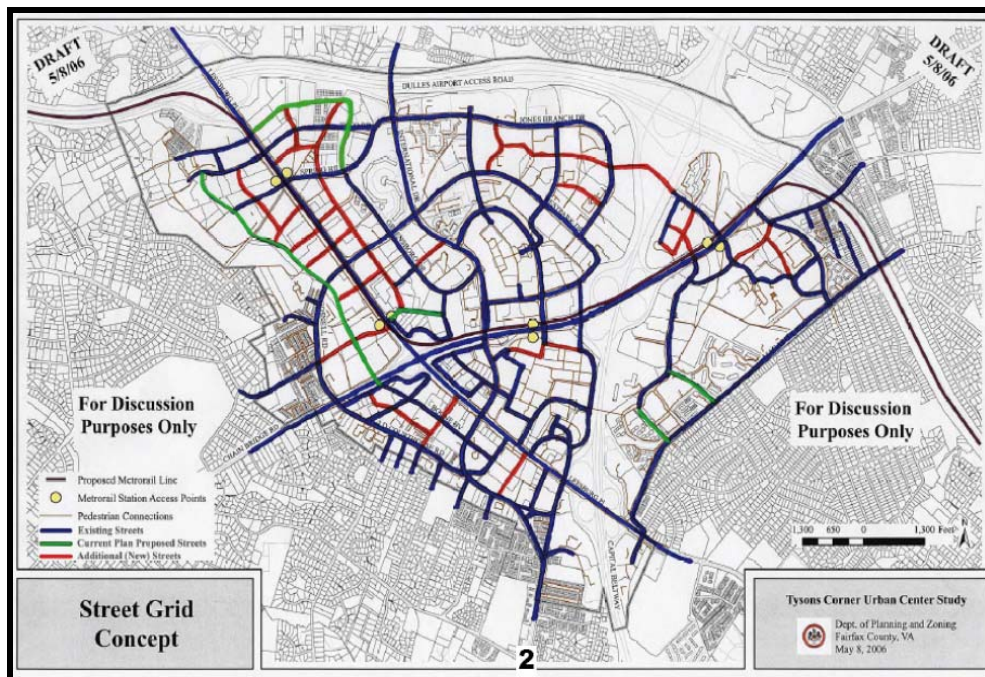 DRAFT
5/8/06
DRAFT
5/8/06
DULLES AIRPORT ACCESS ROAD
JONES BRANCH DR
SPRING
INTERNATIONAL
For Discussion
Purposes Only
For Discussion
Purposes Only
CHAIN BRIDGE RD
CAPITAL BELTWAY
Proposed Metrorail Line
Metrorail Station Access Points
Pedestrian Connections
Existing Streets
Current Plan Proposed Streets
Additional (New) Streets
1,300 650 0 1,300 Feet
N
Street Grid
Concept
Tysons Corner Urban Center Study
Dept. of Planning and Zoning
Fairfax County, VA
May 8, 2006
2